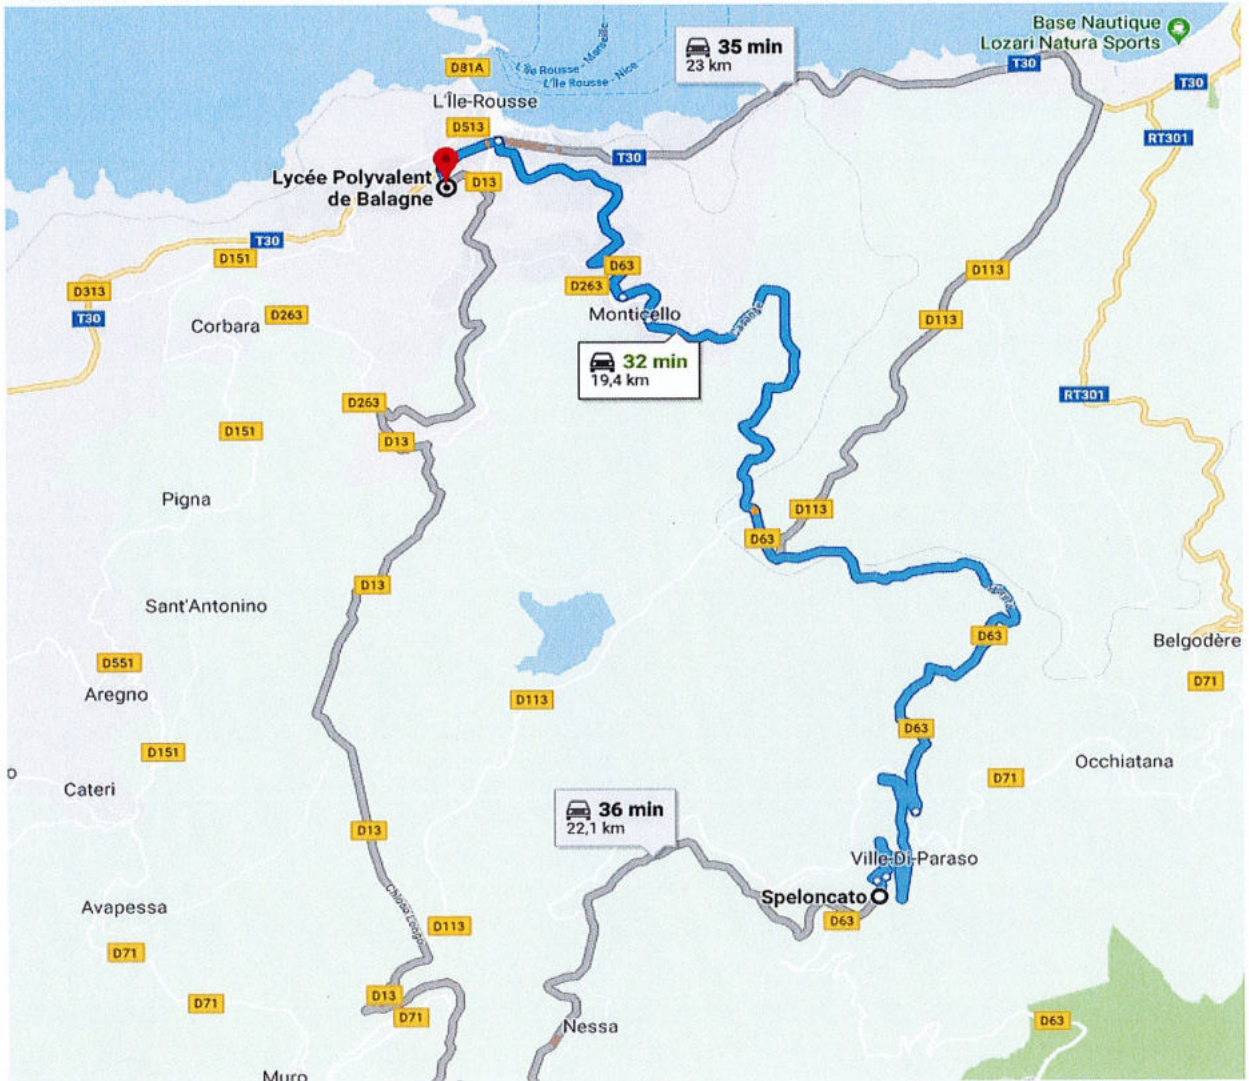 Base Nautique
Lozari Natura Sports
35 min
23 km
D81A
L'Île Rousse - Marseille
L'Île Rousse - Nice
T30
T30
L'Île-Rousse
D513
RT301
T30
Lycée Polyvalent
de Balagne
D13
T30
D151
D63
D113
D313
D263
T30
D263
Monticello
D113
Corbara
32 min
19,4 km
RT301
D263
D151
D13
Pigna
D113
D63
D13
Sant'Antonino
D63
Belgodère
D551
D71
Aregno
D113
D63
D151
Occhiatana
D71
Cateri
36 min
22,1 km
D13
Ville-Di-Paraso
Speloncato
Avapessa
D63
D113
D71
D13
D71
D71
Nessa
D63
Muro